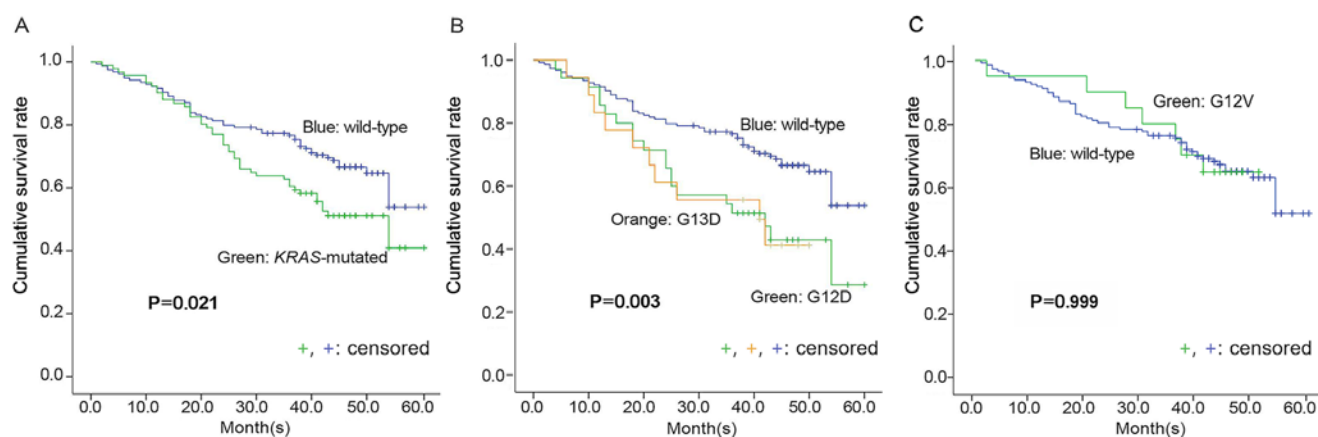 A
Cumulative survival rate
1.0
0.8
0.6
0.4
0.2
0.0
Blue: wild-type
Green: KRAS-mutated
P=0.021
+, +: censored
0.0 10.0 20.0 30.0 40.0 50.0 60.0
Month(s)
B
Cumulative survival rate
1.0
0.8
0.6
0.4
0.2
0.0
Blue: wild-type
Orange: G13D
Green: G12D
P=0.003
+, +, +: censored
0.0 10.0 20.0 30.0 40.0 50.0 60.0
Month(s)
C
Cumulative survival rate
1.0
0.8
0.6
0.4
0.2
0.0
Green: G12V
Blue: wild-type
P=0.999
+, +: censored
0.0 10.0 20.0 30.0 40.0 50.0 60.0
Month(s)